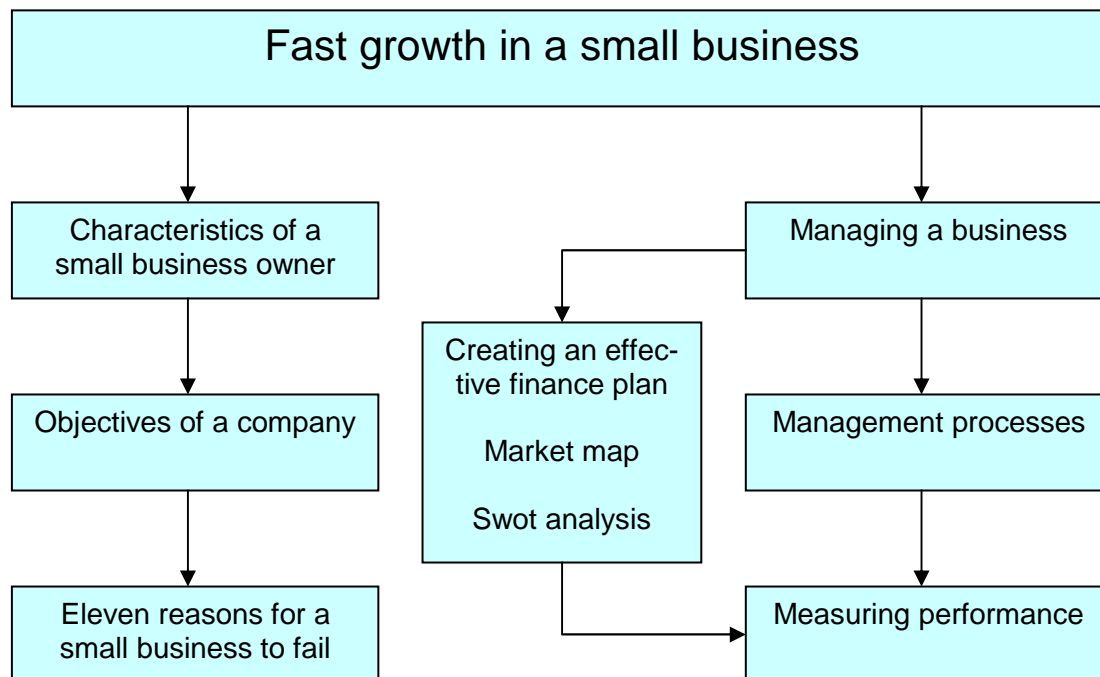 Fast growth in a small business
Characteristics of a
small business owner
Managing a business
Creating an effec-
tive finance plan
Market map
Swot analysis
Objectives of a company
Management processes
Eleven reasons for a
small business to fail
Measuring performance